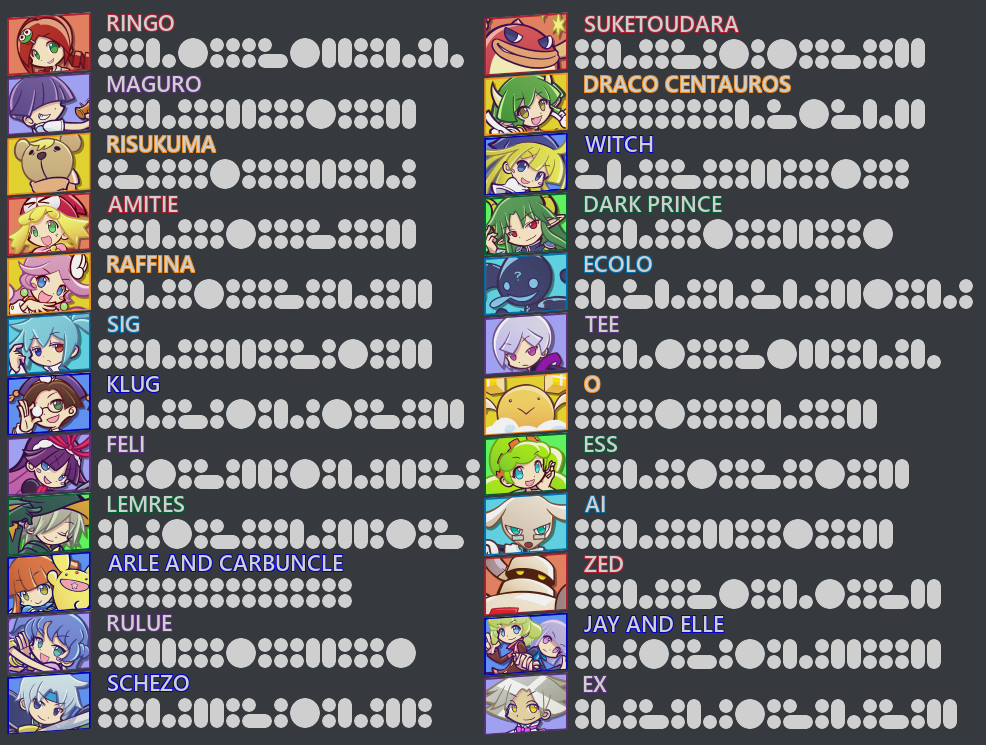 RINGO
MAGURO
RISUKUMA
AMITIE
RAFFINA
SIG
KLUG
FELI
LEMRES
ARLE AND CARBUNCLE
RULUE
SCHEZO
SUKETOUDARA
DRACO CENTAUROS
WITCH
DARK PRINCE
ECOLO
TEE
O
ESS
AI
ZED
JAY AND ELLE
EX